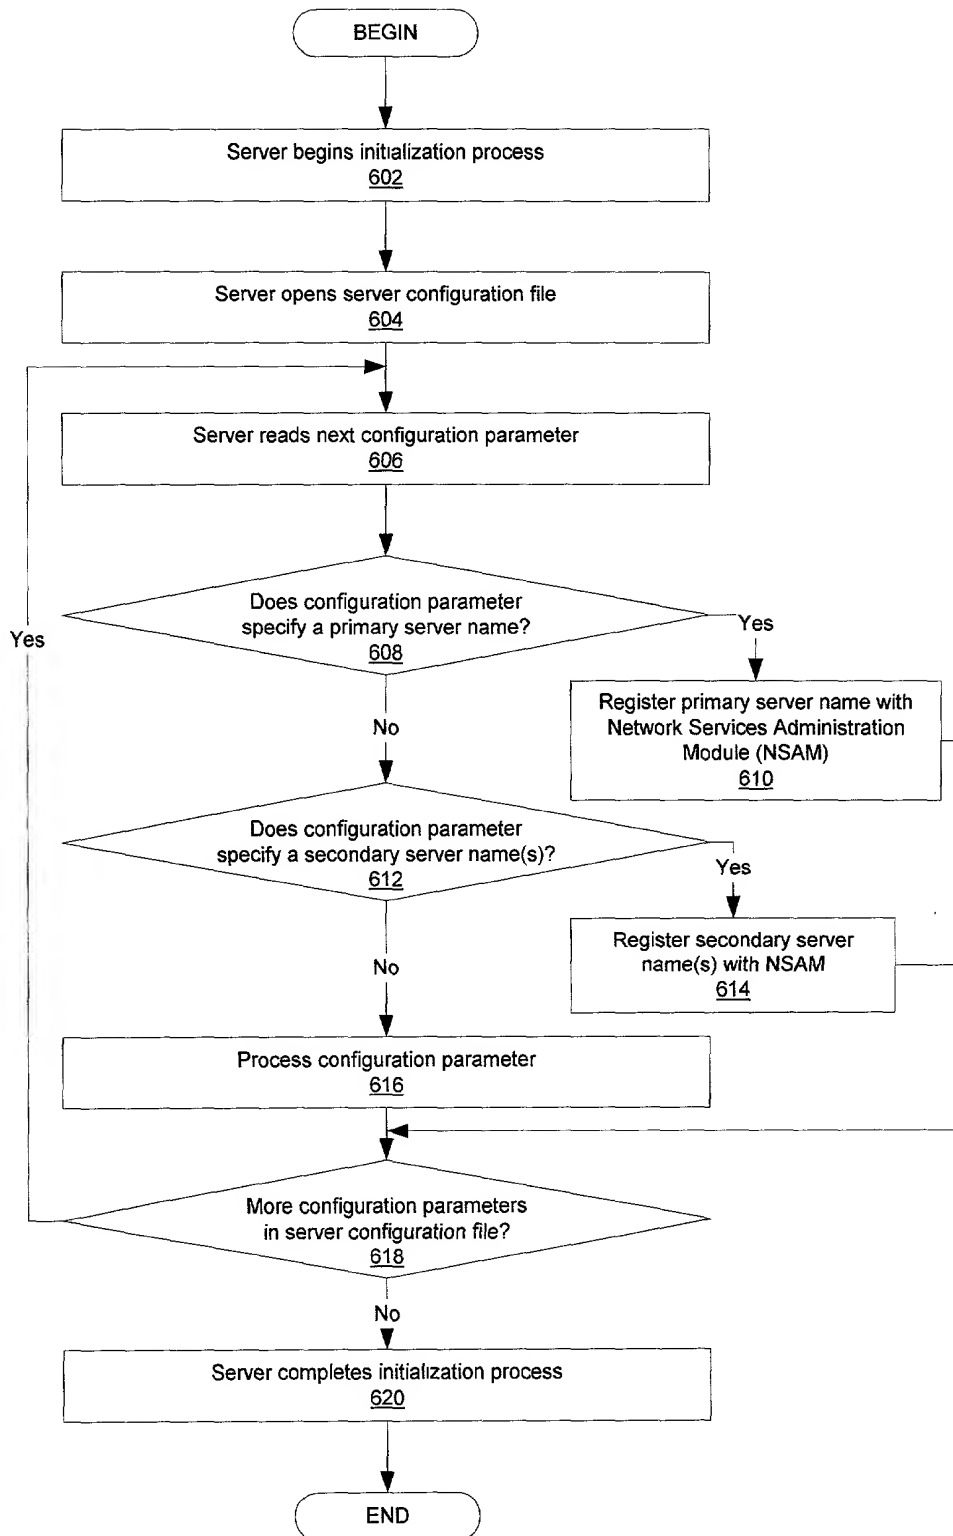 BEGIN
Server begins initialization process
602
Server opens server configuration file
604
Server reads next configuration parameter
606
Does configuration parameter
specify a primary server name?
608
Yes
Yes
Register primary server name with
Network Services Administration
Module (NSAM)
610
No
Does configuration parameter
specify a secondary server name(s)?
612
Yes
Register secondary server
name(s) with NSAM
614
No
Process configuration parameter
616
More configuration parameters
in server configuration file?
618
No
Server completes initialization process
620
END